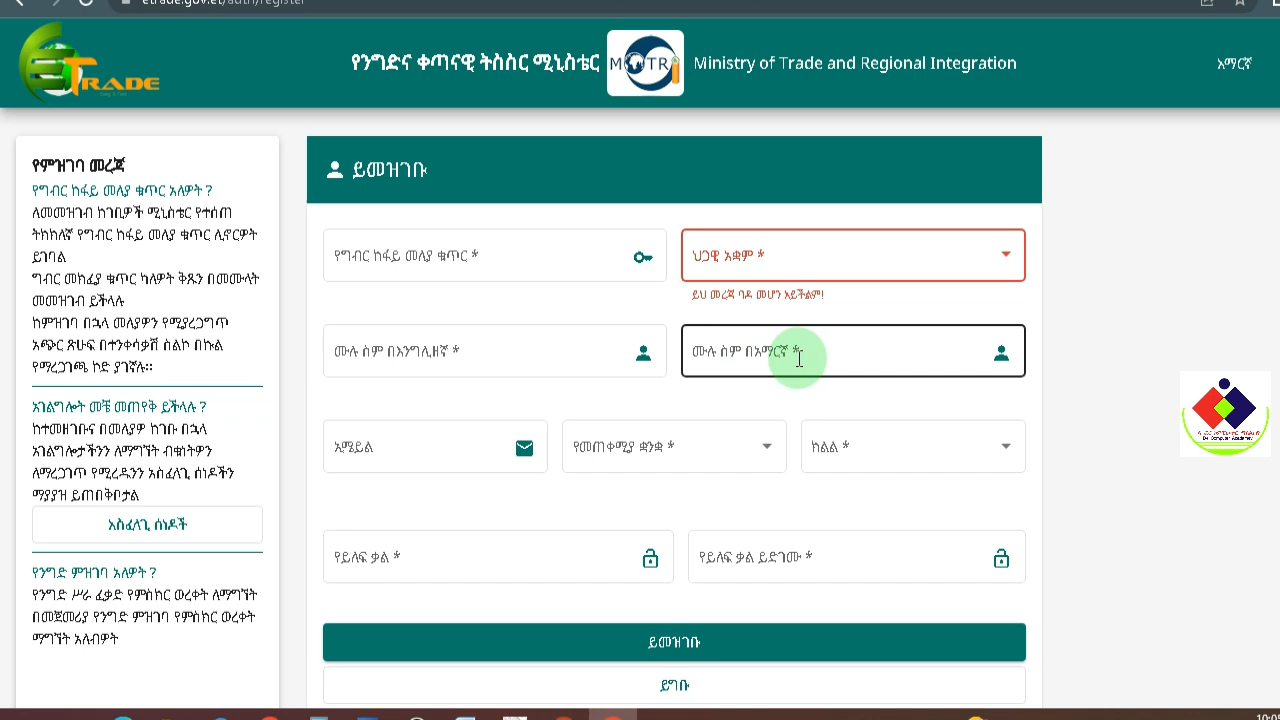 etrade.gov.et/auth/register
ETRADE
የንግድና ቀጣናዊ ትስስር ሚኒስቴር
MOTRI
Ministry of Trade and Regional Integration
አማርኛ
የምዝገባ መረጃ
የግብር ከፋይ መለያ ቁጥር አለዎት ?
ለመመዝገብ ከገቢዎች ሚኒስቴር የተሰጠ
ትክክለኛ የግብር ከፋይ መለያ ቁጥር ሊኖርዎት
ይገባል
ግብር መክፈያ ቁጥር ካለዎት ቅጹን በመሙላት
መመዝገብ ይችላሉ
ከምዝገባ በኋላ መለያዎን የሚያረጋግጥ
አጭር ጽሁፍ በተንቀሳቃሽ ስልኮ በኩል
የማረጋገጫ ኮድ ያገኛሉ።
አገልግሎት መቼ መጠየቅ ይችላሉ ?
ከተመዘገቡና በመለያዎ ከገቡ በኋላ
አገልግሎታችንን ለማግኘት ብቁነትዎን
ለማረጋገጥ የሚረዱንን አስፈላጊ ሰነዶችን
ማያያዝ ይጠበቅቦታል
አስፈላጊ ሰነዶች
የንግድ ምዝገባ አለዎት ?
የንግድ ሥራ ፈቃድ የምስክር ወረቀት ለማግኘት
በመጀመሪያ የንግድ ምዝገባ የምስክር ወረቀት
ማግኘት አለብዎት
ይመዝገቡ
የግብር ከፋይ መለያ ቁጥር *
ህጋዊ አቋም *
ይህ መረጃ ባዶ መሆን አይችልም!
ሙሉ ስም በእንግሊዘኛ *
ሙሉ ስም በአማርኛ *
ኢሜይል
የመጠቀሚያ ቋንቋ *
ክልል *
የይለፍ ቃል *
የይለፍ ቃል ይድገሙ *
ይመዝገቡ
ይግቡ
Computer Academy